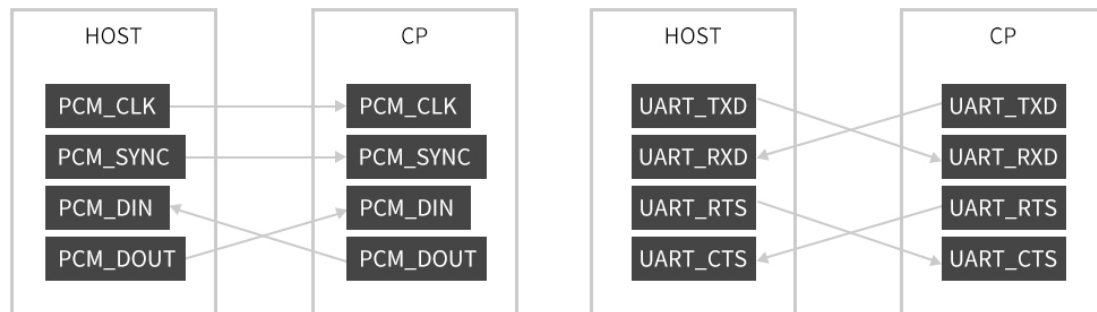 HOST
CP
PCM_CLK
PCM_CLK
PCM_SYNC
PCM_SYNC
PCM_DIN
PCM_DIN
PCM_DOUT
PCM_DOUT
HOST
CP
UART_TXD
UART_TXD
UART_RXD
UART_RXD
UART_RTS
UART_RTS
UART_CTS
UART_CTS